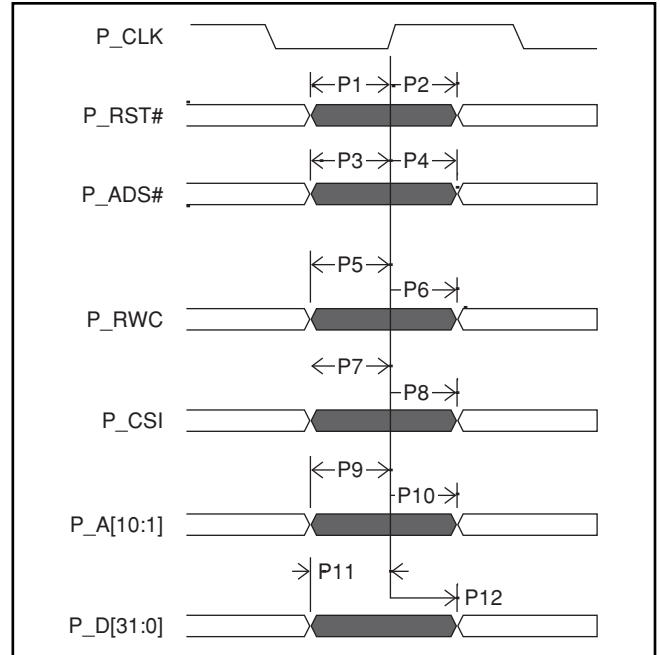 P_CLK
P1 P2
P_RST#
P3 P4
P_ADS#
P5
P6
P_RWC
P7
P8
P_CSI
P9
P10
P_A[10:1]
P11
P12
P_D[31:0]